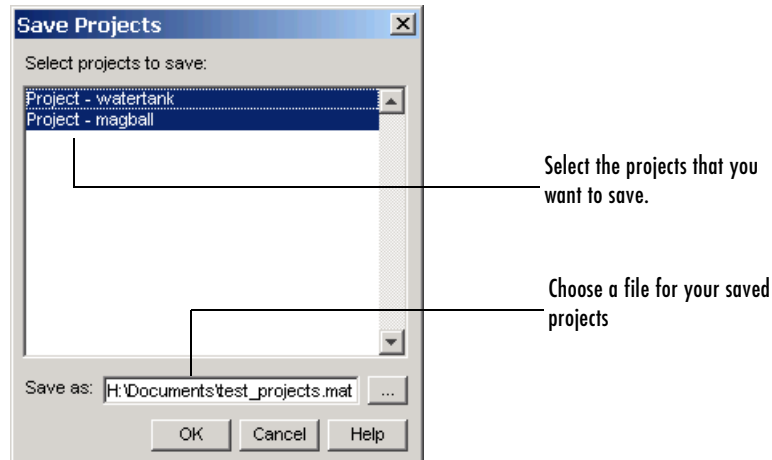 Save Projects
Select projects to save:
Project - watertank
Project - magball
Select the projects that you
want to save.
Choose a file for your saved
projects
Save as: H:\Documents\test_projects.mat ...
OK Cancel Help